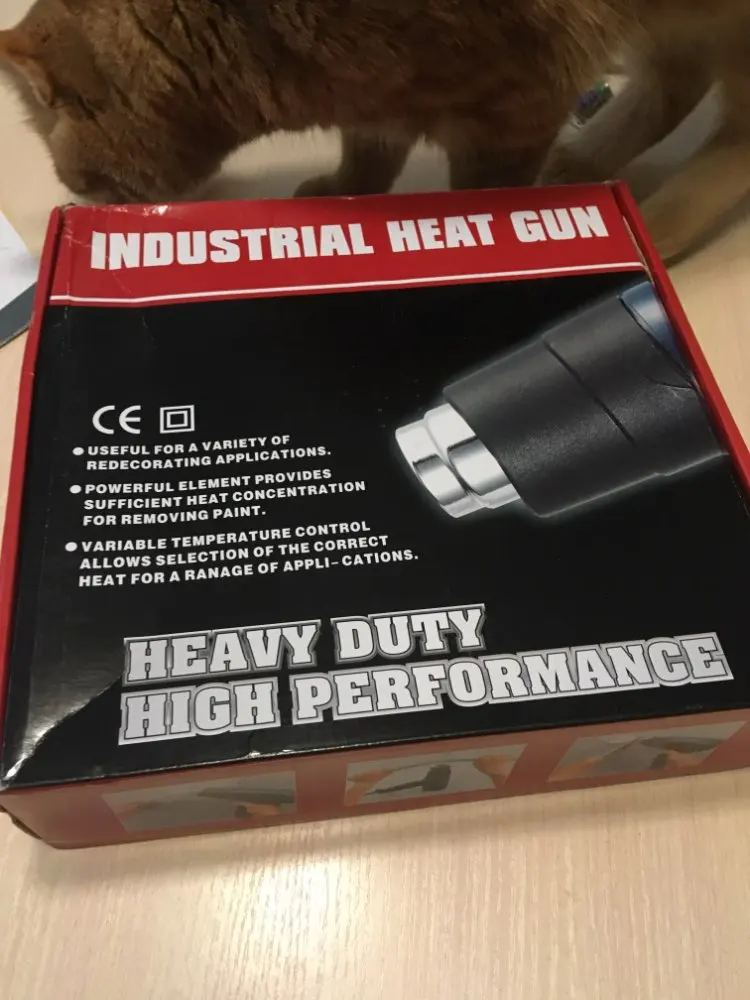 INDUSTRIAL HEAT GUN
CE
● USEFUL FOR A VARIETY OF
REDECORATING APPLICATIONS.
● POWERFUL ELEMENT PROVIDES
SUFFICIENT HEAT CONCENTRATION
FOR REMOVING PAINT.
● VARIABLE TEMPERATURE CONTROL
ALLOWS SELECTION OF THE CORRECT
HEAT FOR A RANAGE OF APPLI-CATIONS.
HEAVY DUTY
HIGH PERFORMANCE